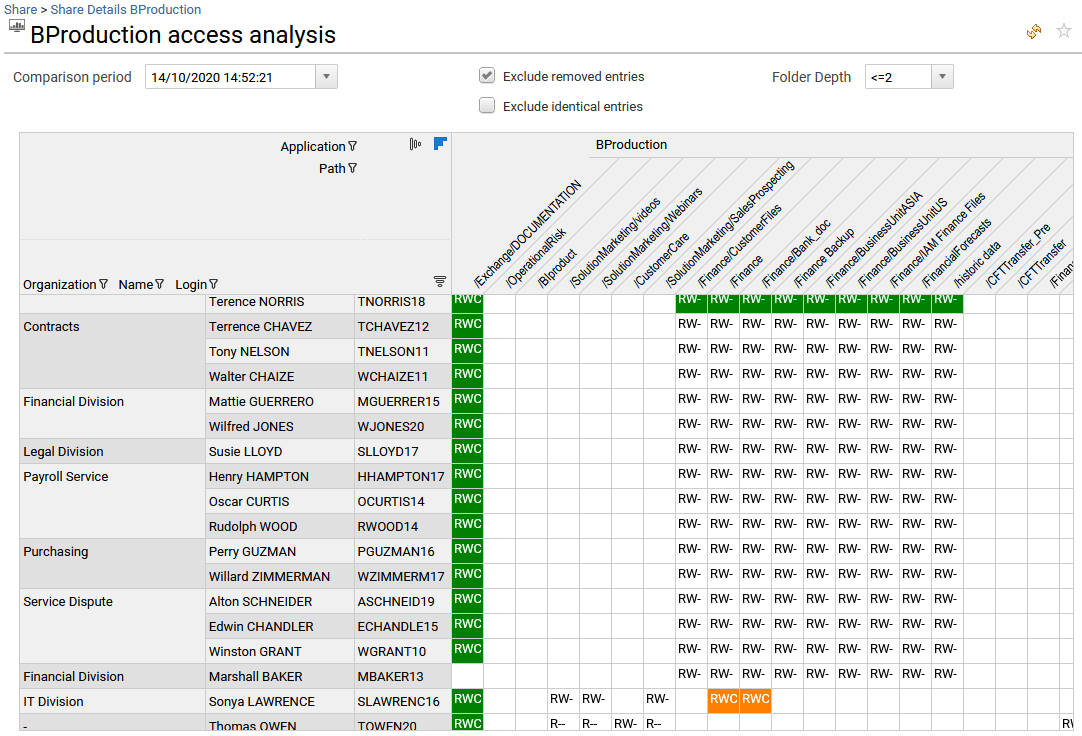 Share > Share Details BProduction
BProduction access analysis
Comparison period 14/10/2020 14:52:21 Exclude removed entries Folder Depth <=2
Exclude identical entries
Application BProduction
Path
/Exchange/DOCUMENTATION
/OperationalRisk
/BIproduct
/SolutionMarketing/videos
/SolutionMarketing/Webinars
/CustomerCare
/SolutionMarketing/SalesProspecting
/Finance/CustomerFiles
/Finance
/Finance/Bank_doc
/Finance Backup
/Finance/BusinessUnitASIA
/Finance/BusinessUnitUS
/Finance/IAM Finance Files
/FinancialForecasts
/historic data
/CFTTransfer_Pre
/CFTTransfer
Organization Name Login
Terence NORRIS TNORRIS18 RWC RW- RW- RW- RW- RW- RW- RW- RW- RW-
Contracts Terrence CHAVEZ TCHAVEZ12 RWC RW- RW- RW- RW- RW- RW- RW- RW- RW-
Tony NELSON TNELSON11 RWC RW- RW- RW- RW- RW- RW- RW- RW- RW-
Walter CHAIZE WCHAIZE11 RWC RW- RW- RW- RW- RW- RW- RW- RW- RW-
Financial Division Mattie GUERRERO MGUERRER15 RWC RW- RW- RW- RW- RW- RW- RW- RW- RW-
Wilfred JONES WJONES20 RWC RW- RW- RW- RW- RW- RW- RW- RW- RW-
Legal Division Susie LLOYD SLLOYD17 RWC RW- RW- RW- RW- RW- RW- RW- RW- RW-
Payroll Service Henry HAMPTON HHAMPTON17 RWC RW- RW- RW- RW- RW- RW- RW- RW- RW-
Oscar CURTIS OCURTIS14 RWC RW- RW- RW- RW- RW- RW- RW- RW- RW-
Rudolph WOOD RWOOD14 RWC RW- RW- RW- RW- RW- RW- RW- RW- RW-
Purchasing Perry GUZMAN PGUZMAN16 RWC RW- RW- RW- RW- RW- RW- RW- RW- RW-
Willard ZIMMERMAN WZIMMERM17 RWC RW- RW- RW- RW- RW- RW- RW- RW- RW-
Service Dispute Alton SCHNEIDER ASCHNEID19 RWC RW- RW- RW- RW- RW- RW- RW- RW- RW-
Edwin CHANDLER ECHANDLE15 RWC RW- RW- RW- RW- RW- RW- RW- RW- RW-
Winston GRANT WGRANT10 RWC RW- RW- RW- RW- RW- RW- RW- RW- RW-
Financial Division Marshall BAKER MBAKER13 RW- RW- RW- RW- RW- RW- RW- RW- RW-
IT Division Sonya LAWRENCE SLAWRENC16 RWC RW- RW- RW- RWC RWC
- Thomas OWEN TOWEN20 RWC R-- R-- RW- R--